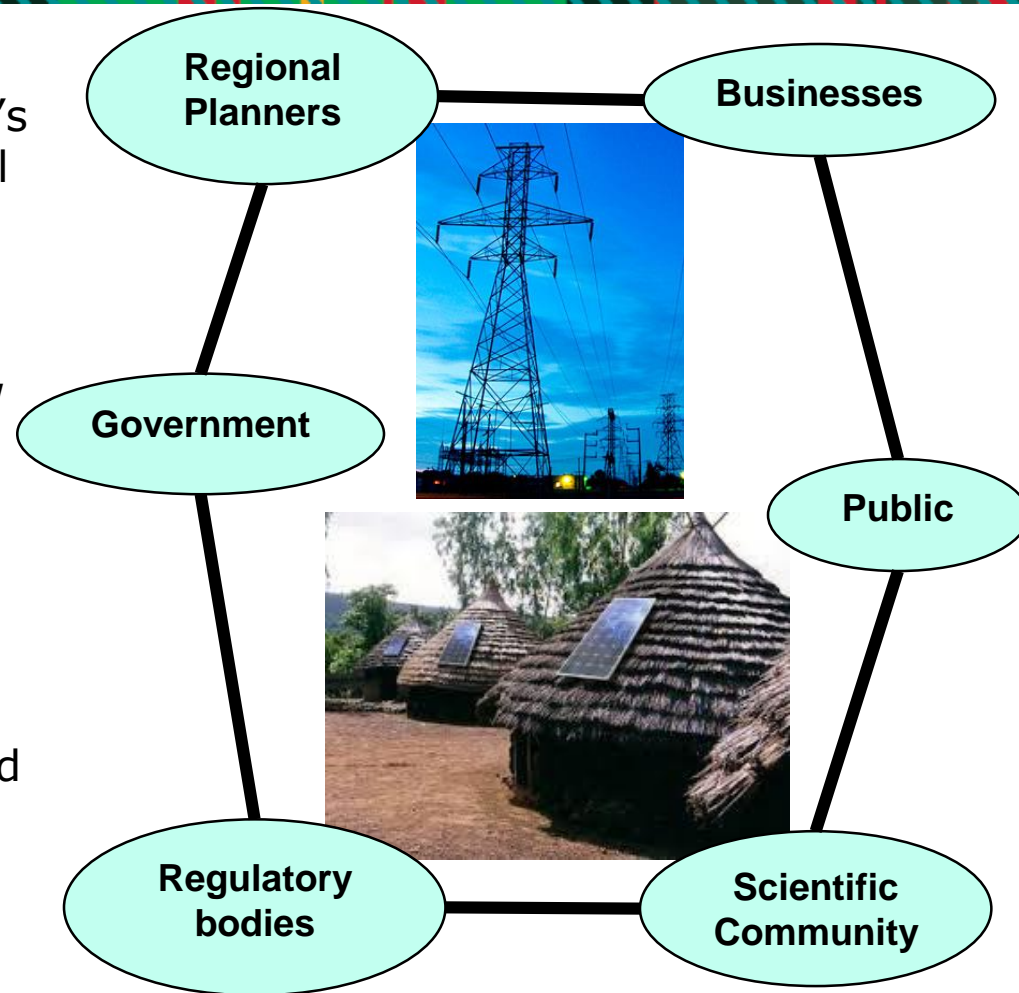 's
l
Regional
Planners
Businesses
Government
Public
d
Regulatory
bodies
Scientific
Community